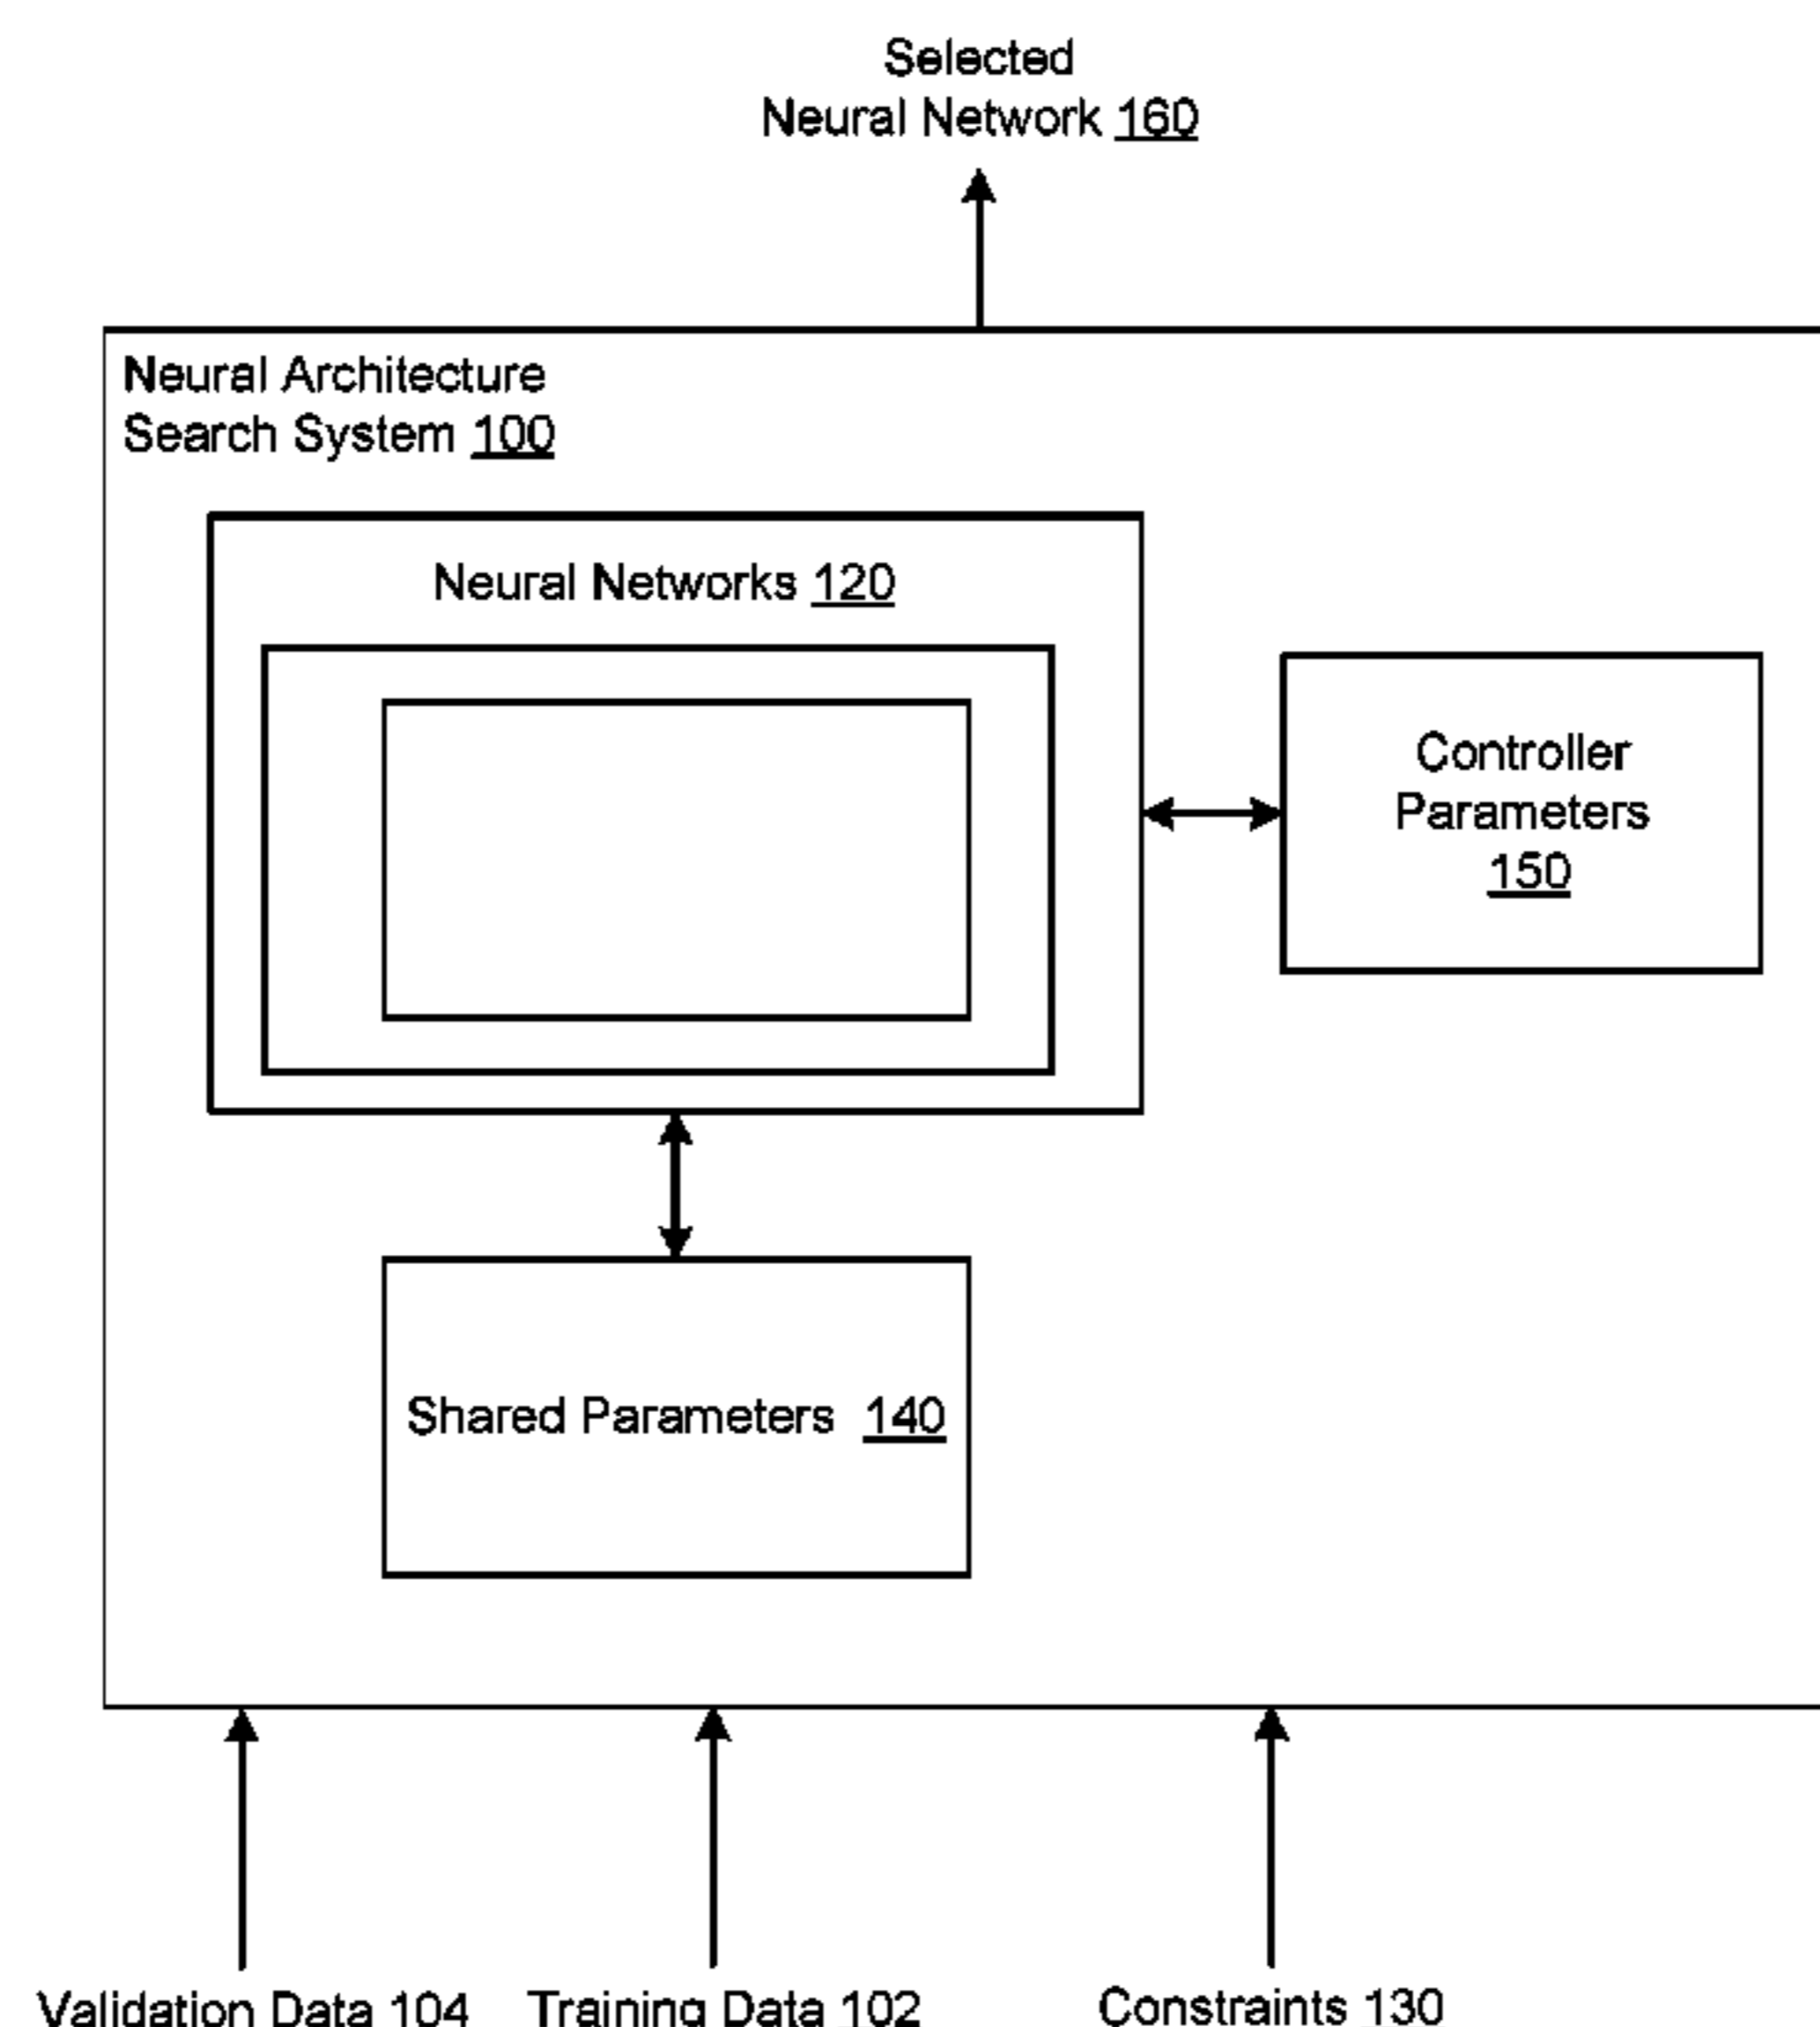 Selected
Neural Network 160
Neural Architecture
Search System 100
Neural Networks 120
Controller
Parameters
150
Shared Parameters 140
Validation Data 104
Training Data 102
Constraints 130